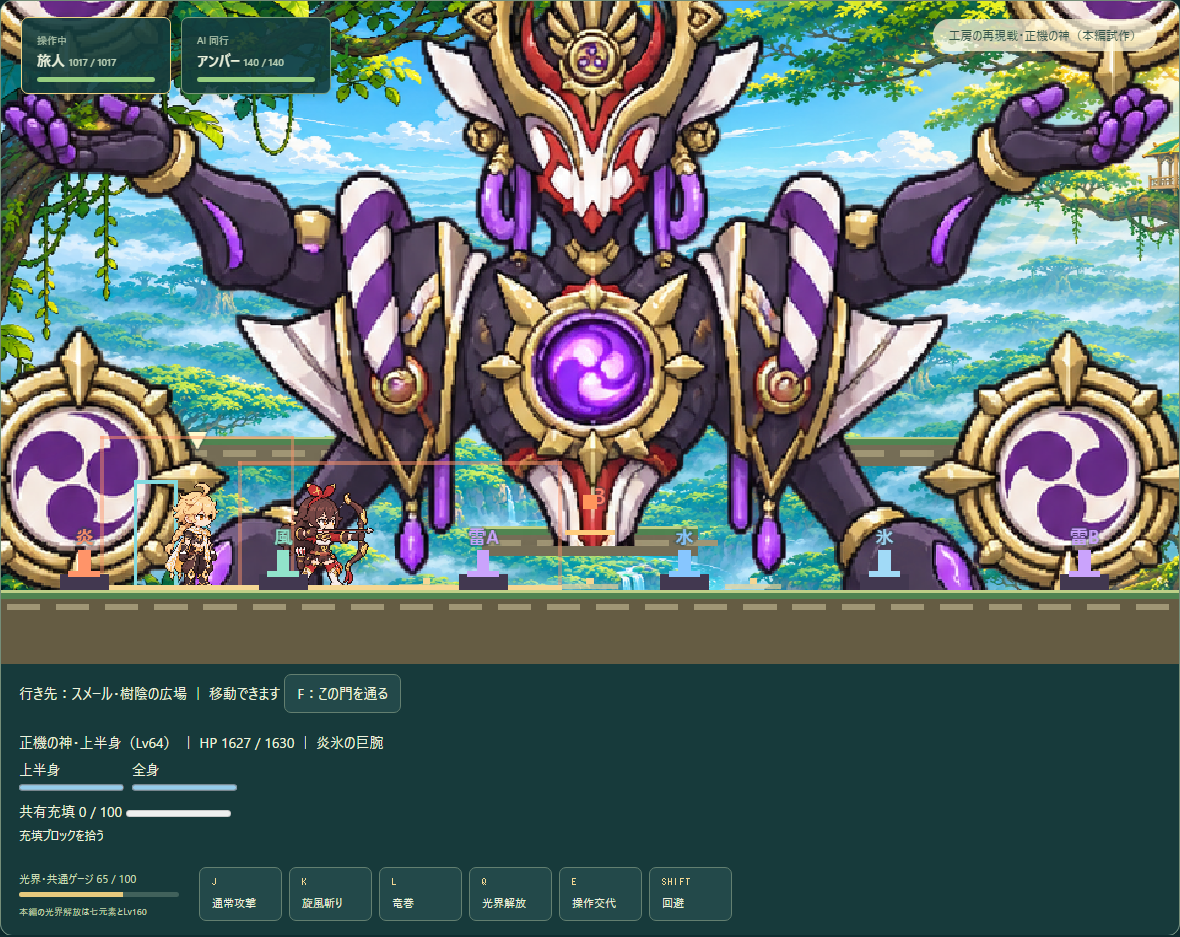 操作中
旅人 1017 / 1017
AI 同行
アンバー 140 / 140
工房の再現戦・正機の神（本編試作）
B
炎
風
雷A
水
氷
雷B
行き先：スメール・樹陰の広場 ｜ 移動できます
F：この門を通る
正機の神・上半身（Lv64） ｜ HP 1627 / 1630 ｜ 炎氷の巨腕
上半身
全身
共有充填 0 / 100
充填ブロックを拾う
光界・共通ゲージ 65 / 100
本編の光界解放は七元素とLv160
J
通常攻撃
K
旋風斬り
L
竜巻
Q
光界解放
E
操作交代
SHIFT
回避